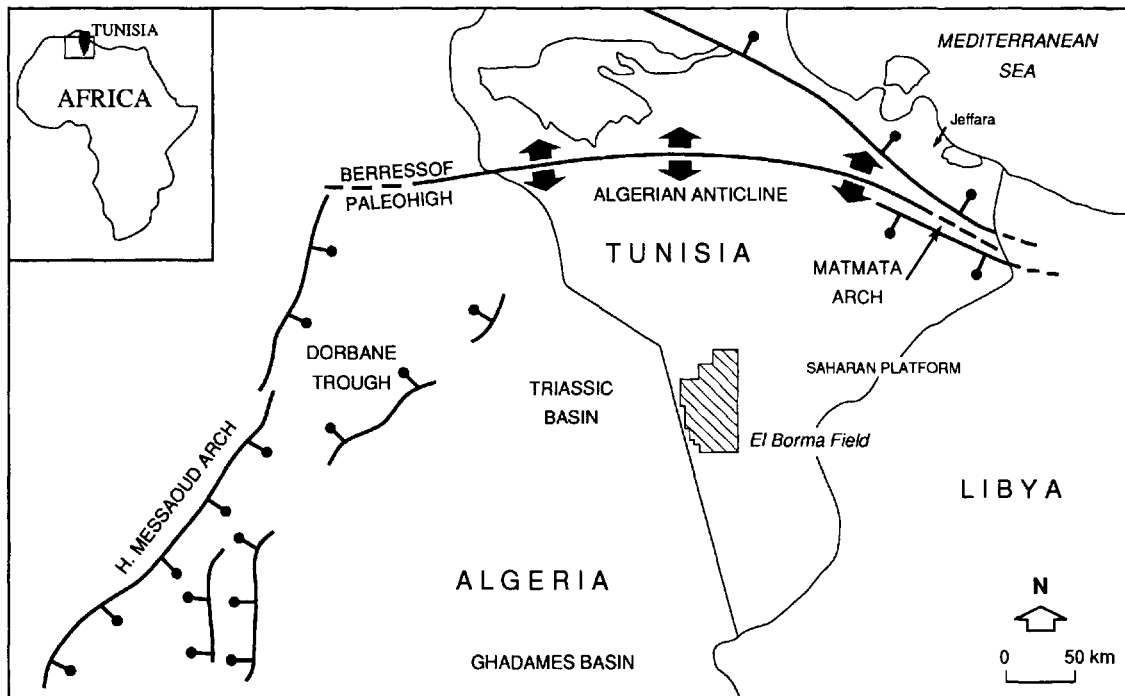 TUNISIA
AFRICA
MEDITERRANEAN
SEA
Jeffara
BERRESSOF
PALEOHIGH
ALGERIAN ANTICLINE
TUNISIA
MATMATA
ARCH
DORBANE
TROUGH
TRIASSIC
BASIN
SAHARAN PLATFORM
El Borma Field
H. MESSAOUD ARCH
LIBYA
ALGERIA
GHADAMES BASIN
N
0 50 km